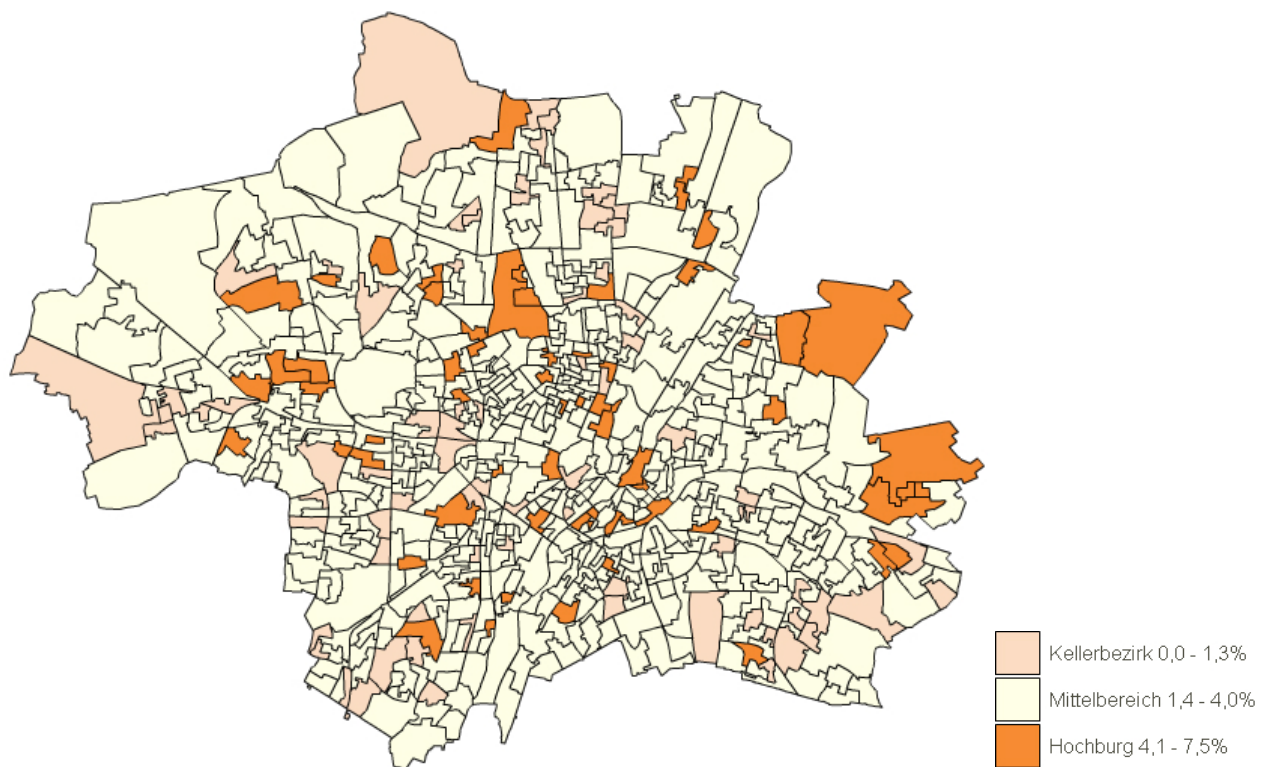 Kellerbezirk 0,0 - 1,3%
Mittelbereich 1,4 - 4,0%
Hochburg 4,1 - 7,5%